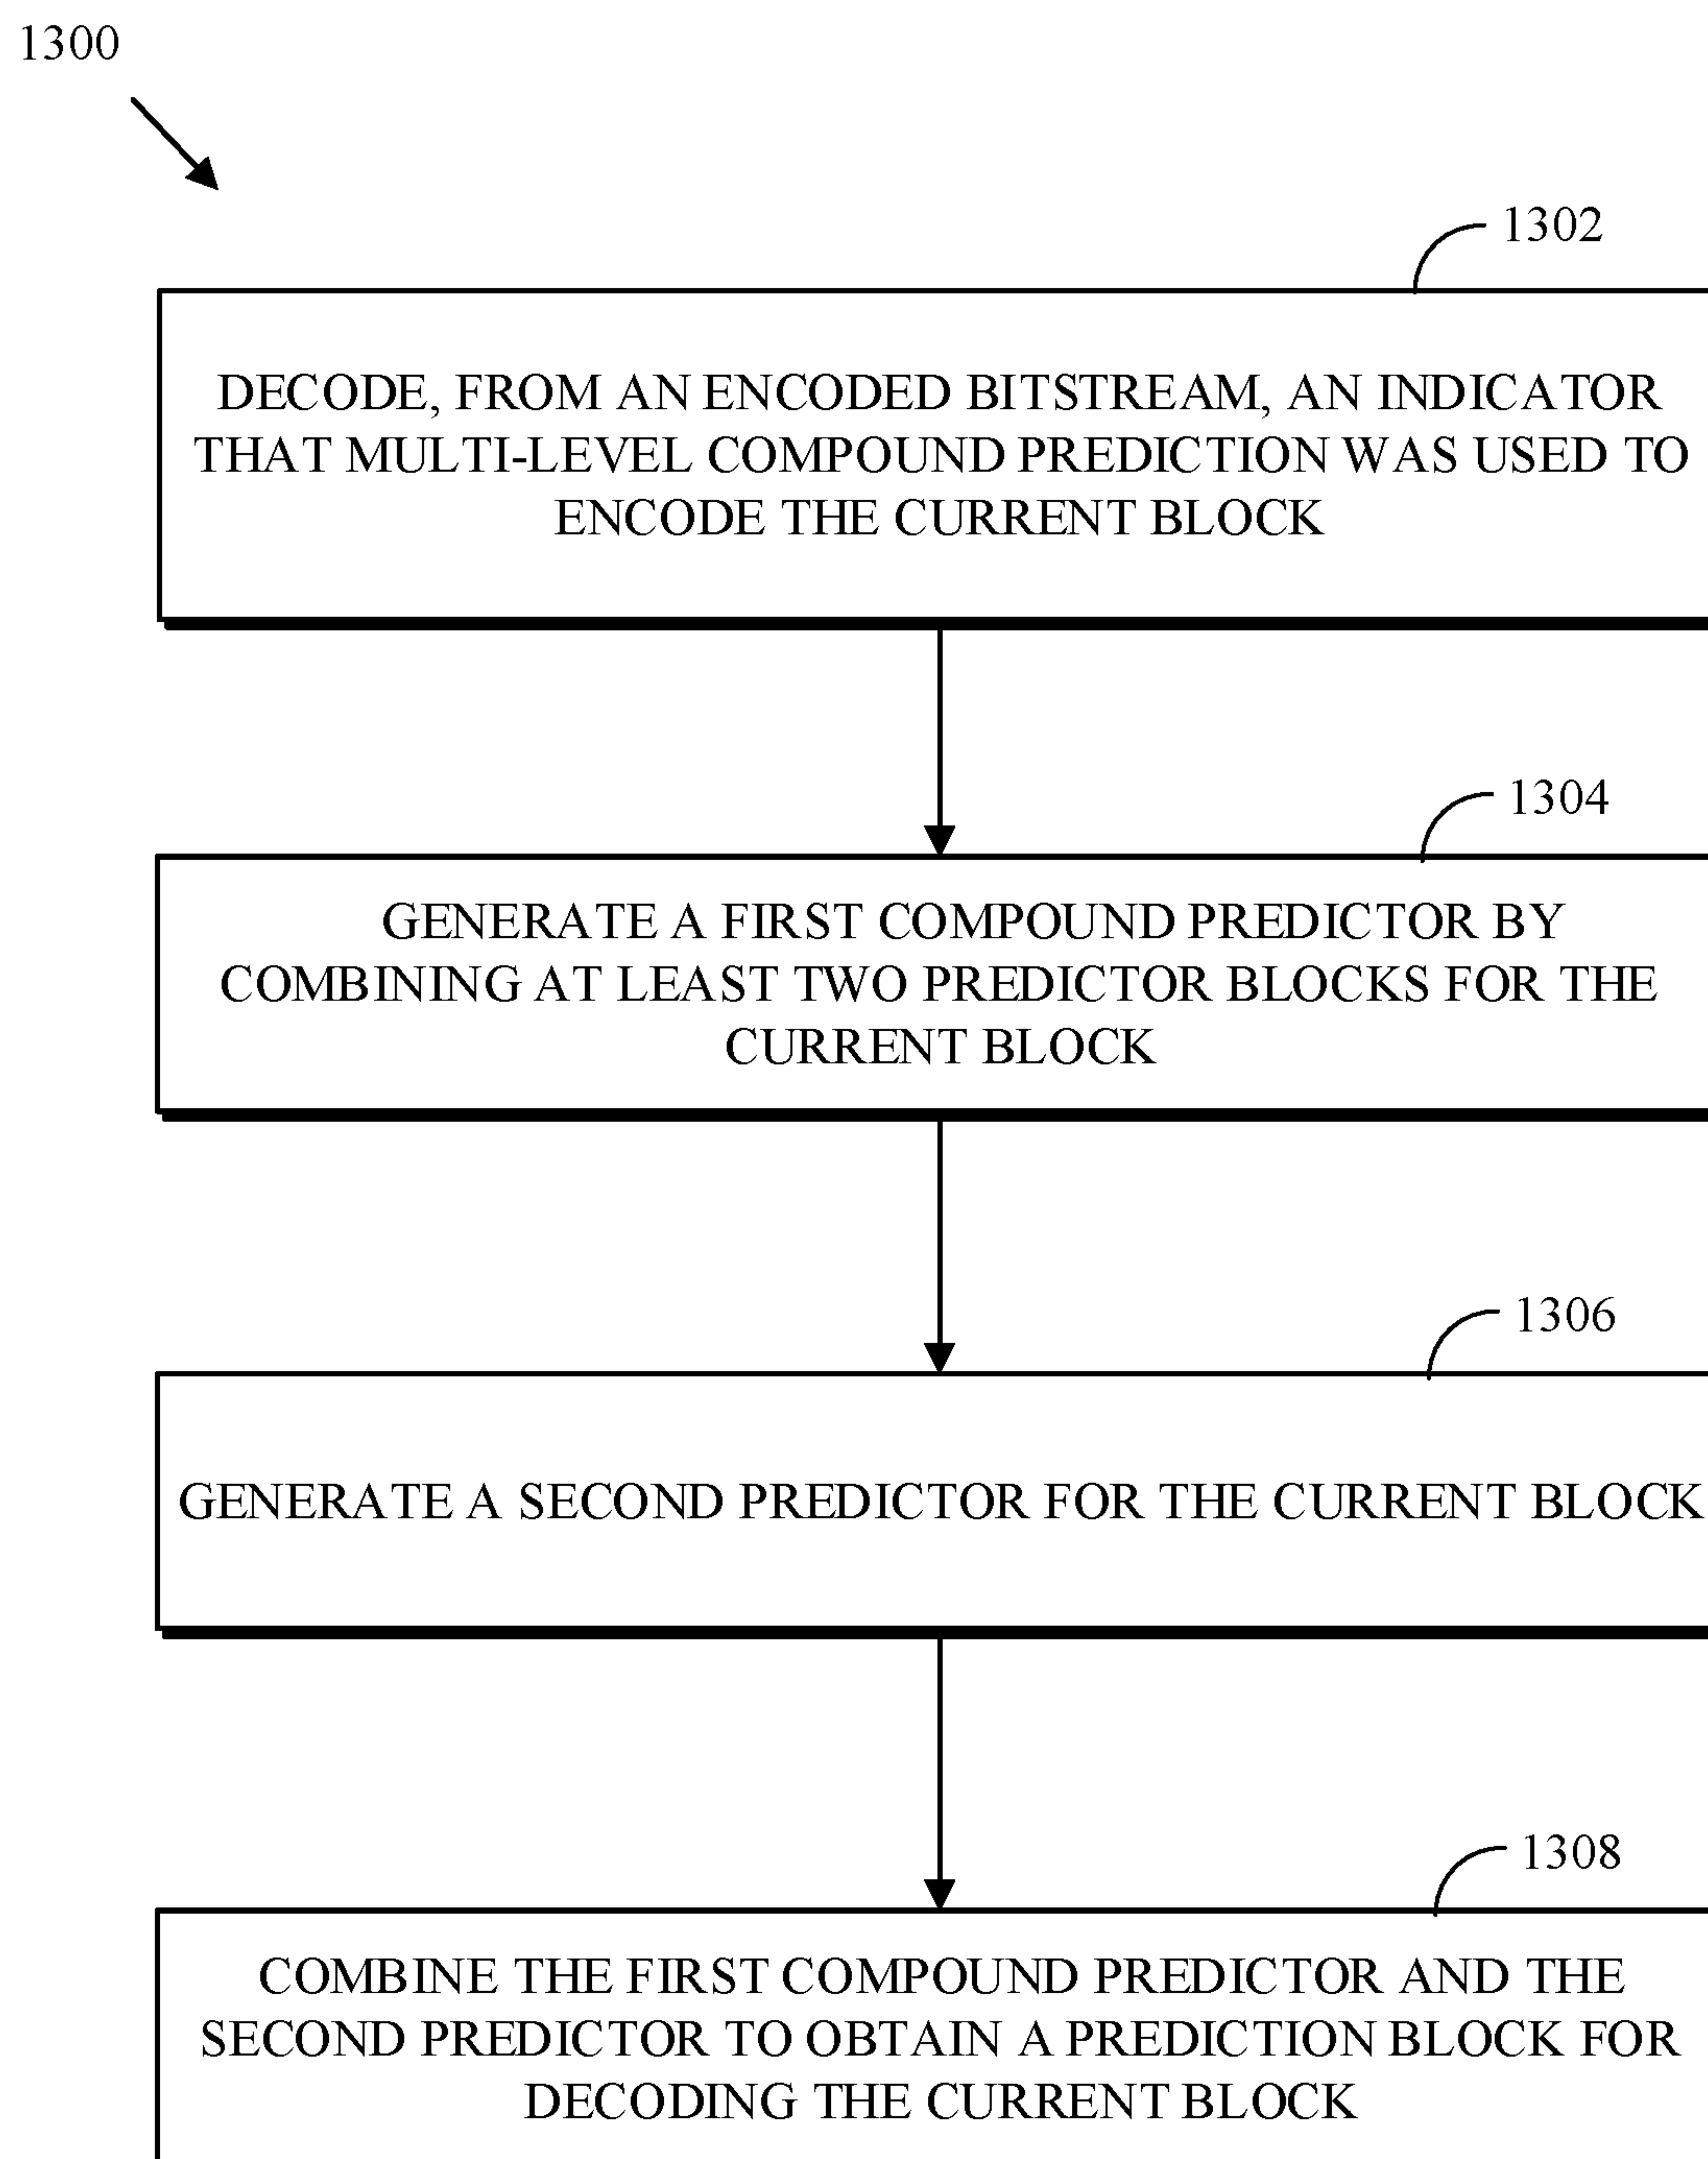 1300
1302
DECODE, FROM AN ENCODED BITSTREAM, AN INDICATOR
THAT MULTI-LEVEL COMPOUND PREDICTION WAS USED TO
ENCODE THE CURRENT BLOCK
1304
GENERATE A FIRST COMPOUND PREDICTOR BY
COMBINING AT LEAST TWO PREDICTOR BLOCKS FOR THE
CURRENT BLOCK
1306
GENERATE A SECOND PREDICTOR FOR THE CURRENT BLOCK
1308
COMBINE THE FIRST COMPOUND PREDICTOR AND THE
SECOND PREDICTOR TO OBTAIN A PREDICTION BLOCK FOR
DECODING THE CURRENT BLOCK